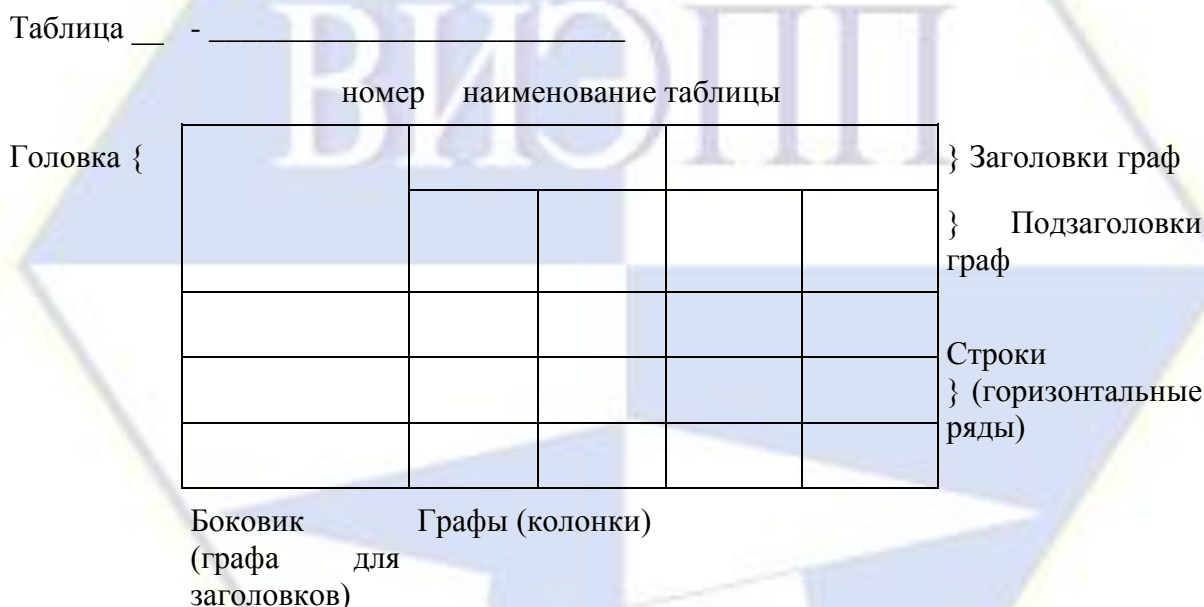 ВИЭПП
Таблица __ - __________________________
номер наименование таблицы
Головка {
} Заголовки граф
} Подзаголовки
граф
Строки
} (горизонтальные
ряды)
Боковик
(графа для
заголовков)
Графы (колонки)